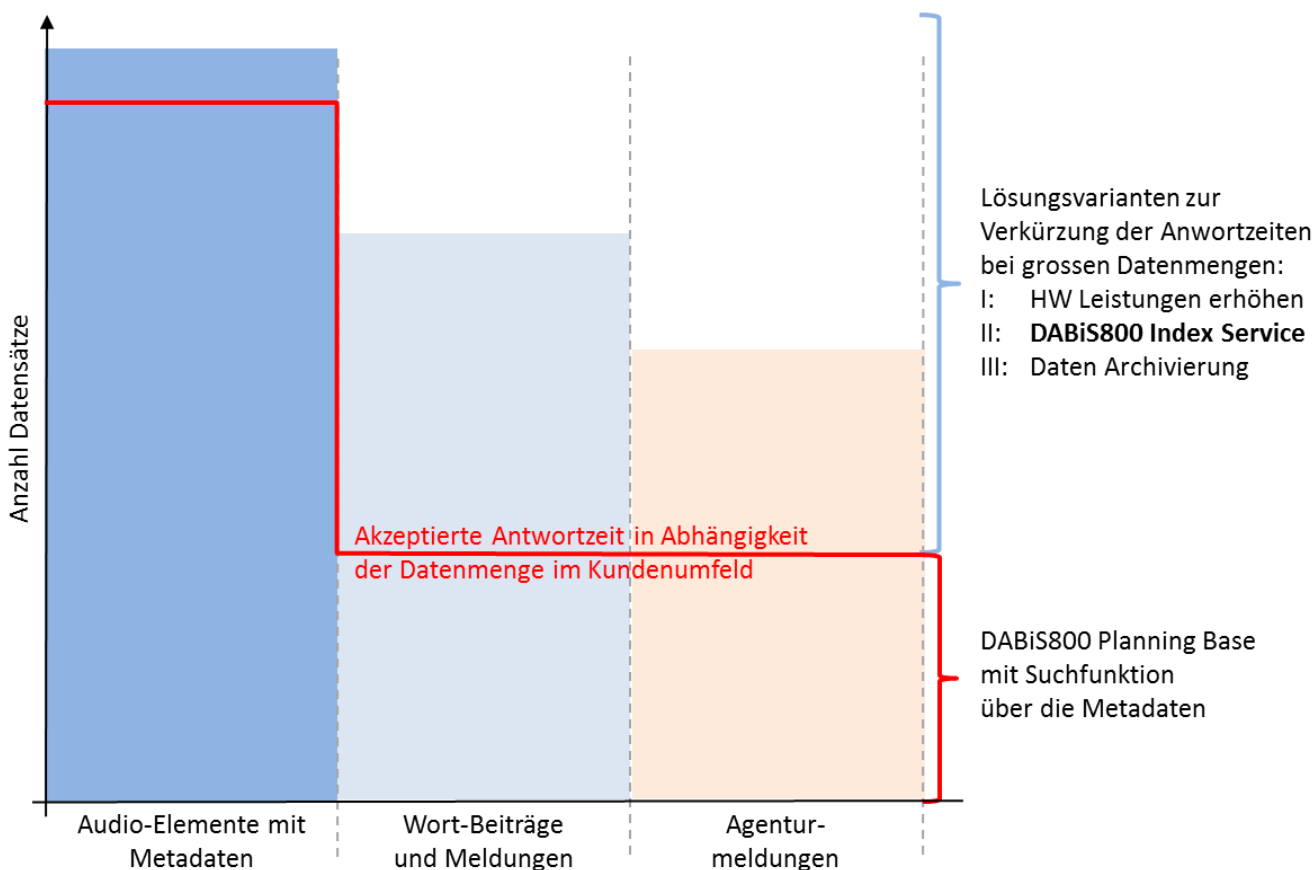 Anzahl Datensätze
Akzeptierte Antwortzeit in Abhängigkeit
der Datenmenge im Kundenumfeld
Lösungsvarianten zur
Verkürzung der Anwortzeiten
bei grossen Datenmengen:
I: HW Leistungen erhöhen
II: DABiS800 Index Service
III: Daten Archivierung
DABiS800 Planning Base
mit Suchfunktion
über die Metadaten
Audio-Elemente mit
Metadaten
Wort-Beiträge
und Meldungen
Agentur-
meldungen